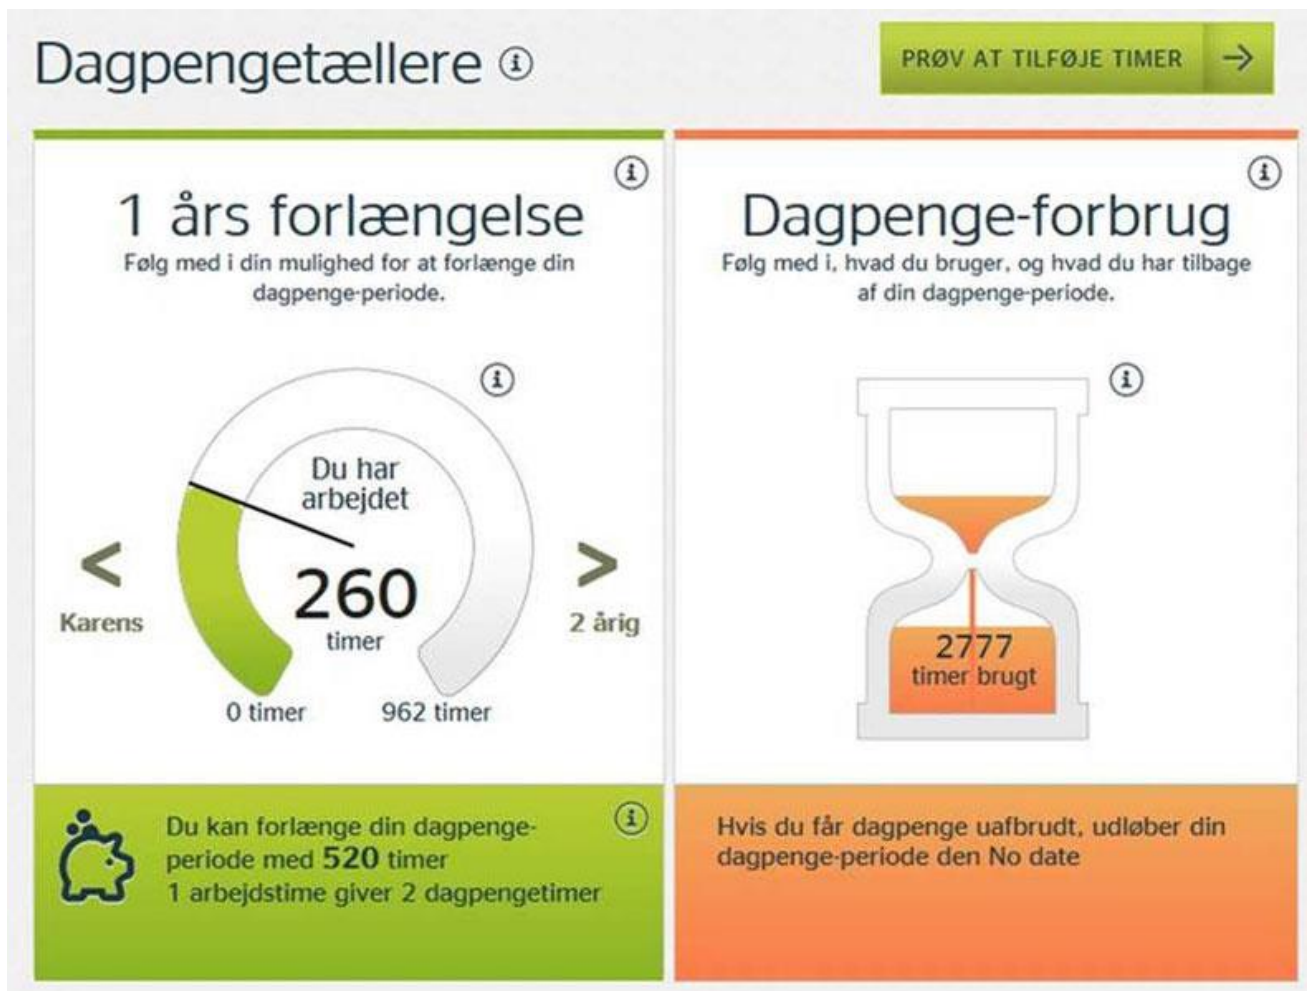 Dagpengetællere
PRØV AT TILFØJE TIMER
1 års forlængelse
Følg med i din mulighed for at forlænge din
dagpenge-periode.
Du har
arbejdet
260
timer
<
Karens
>
2 årig
0 timer
962 timer
Du kan forlænge din dagpenge-
periode med 520 timer
1 arbejdstime giver 2 dagpengetimer
Dagpenge-forbrug
Følg med i, hvad du bruger, og hvad du har tilbage
af din dagpenge-periode.
2777
timer brugt
Hvis du får dagpenge uafbrudt, udløber din
dagpenge-periode den No date